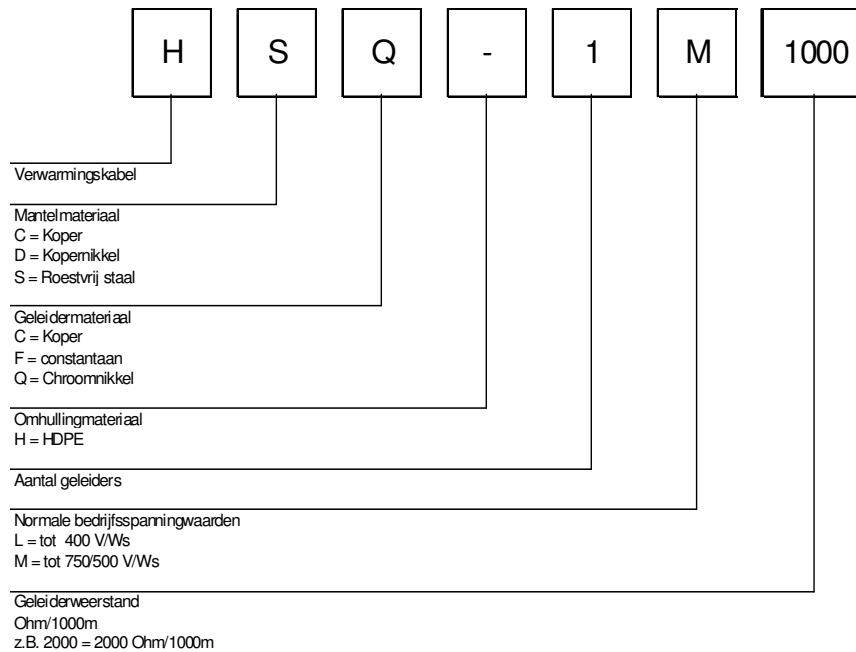 H S Q - 1 M 1000
Verwarmingskabel
Mantelmateriaal
C = Koper
D = Kopernikkel
S = Roestvrij staal
Geleidermateriaal
C = Koper
F = constantaan
Q = Chroomnikkel
Omhullingmateriaal
H = HDPE
Aantal geleiders
Normale bedrijfsspanningwaarden
L = tot 400 V/Ws
M = tot 750/500 V/Ws
Geleiderweerstand
Ohm/1000m
z.B. 2000 = 2000 Ohm/1000m